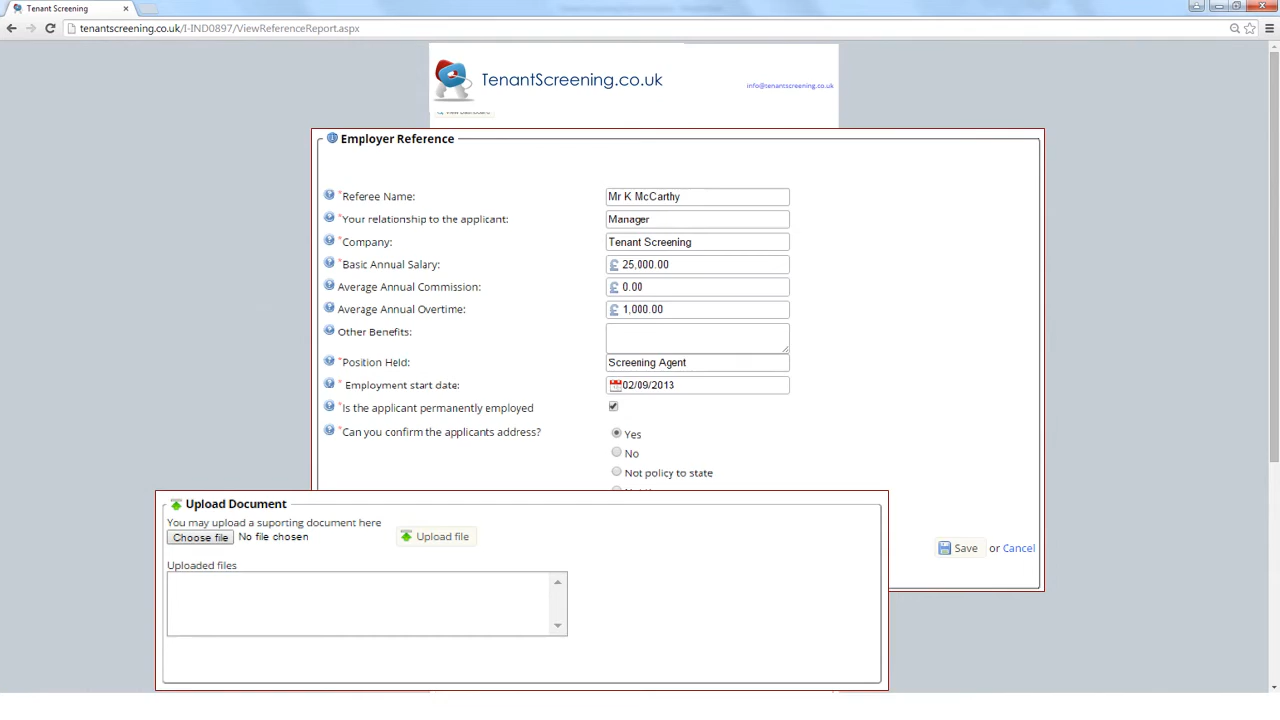 Tenant Screening
tenantscreening.co.uk/I-IND0897/ViewReferenceReport.aspx
TenantScreening.co.uk
info@tenantscreening.co.uk
View Dashboard
Employer Reference
*Referee Name: Mr K McCarthy
*Your relationship to the applicant: Manager
*Company: Tenant Screening
*Basic Annual Salary: £ 25,000.00
Average Annual Commission: £ 0.00
Average Annual Overtime: £ 1,000.00
Other Benefits:
*Position Held: Screening Agent
* Employment start date: 02/09/2013
*Is the applicant permanently employed
*Can you confirm the applicants address? Yes
No
Not policy to state
Upload Document
You may upload a suporting document here
Choose file No file chosen Upload file
Save or Cancel
Uploaded files